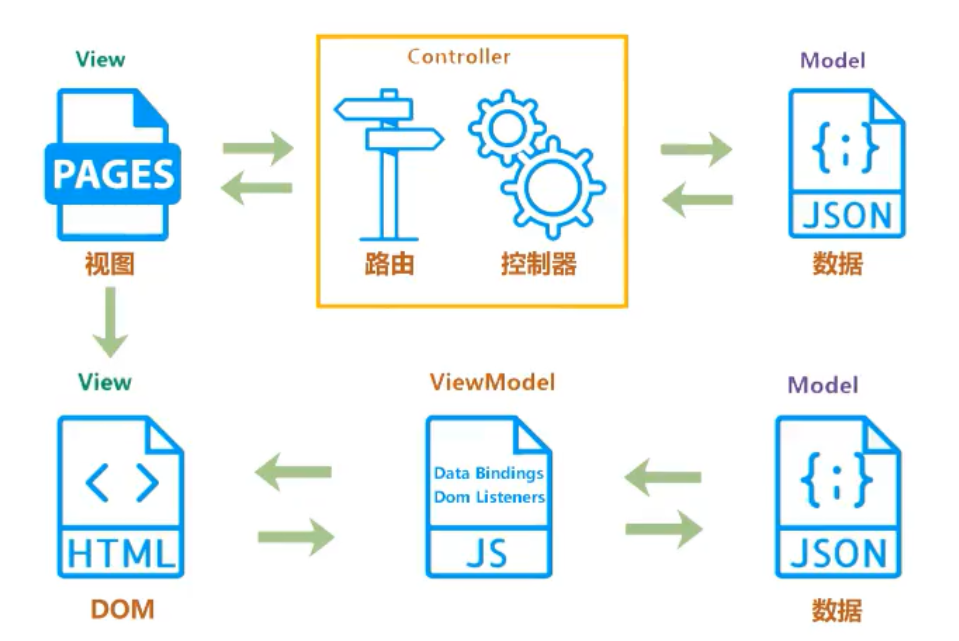 View
Controller
Model
PAGES
{;}
JSON
视图
路由
控制器
数据
View
ViewModel
Model
< >
Data Bindings
Dom Listeners
{;}
HTML
JS
JSON
DOM
数据